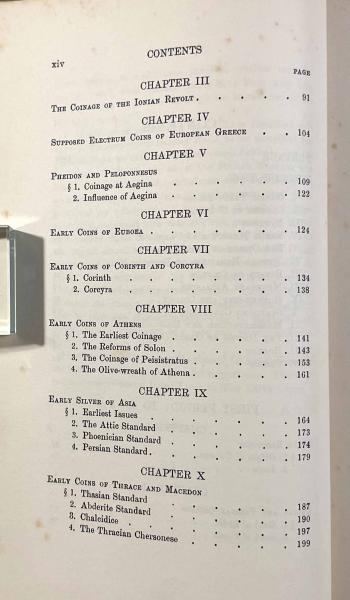 xiv CONTENTS
PAGE
CHAPTER III
THE COINAGE OF THE IONIAN REVOLT . . . . . 91
CHAPTER IV
SUPPOSED ELECTRUM COINS OF EUROPEAN GREECE . . 104
CHAPTER V
PHEIDON AND PELOPONNESUS
§ 1. Coinage at Aegina . . . . . . 109
2. Influence of Aegina . . . . . . 122
CHAPTER VI
EARLY COINS OF EUBOEA . . . . . . . 124
CHAPTER VII
EARLY COINS OF CORINTH AND CORCYRA
§ 1. Corinth . . . . . . . . 134
2. Corcyra . . . . . . . . 138
CHAPTER VIII
EARLY COINS OF ATHENS
§ 1. The Earliest Coinage . . . . . . 141
2. The Reforms of Solon . . . . . . 143
3. The Coinage of Peisistratus . . . . . 153
4. The Olive-wreath of Athena . . . . . 161
CHAPTER IX
EARLY SILVER OF ASIA
§ 1. Earliest Issues . . . . . . 164
2. The Attic Standard . . . . . . 173
3. Phoenician Standard . . . . . . 174
4. Persian Standard . . . . . . 179
CHAPTER X
EARLY COINS OF THRACE AND MACEDON
§ 1. Thasian Standard . . . . . . 187
2. Abderite Standard . . . . . . 190
3. Chalcidice . . . . . . . 197
4. The Thracian Chersonese . . . . . 199